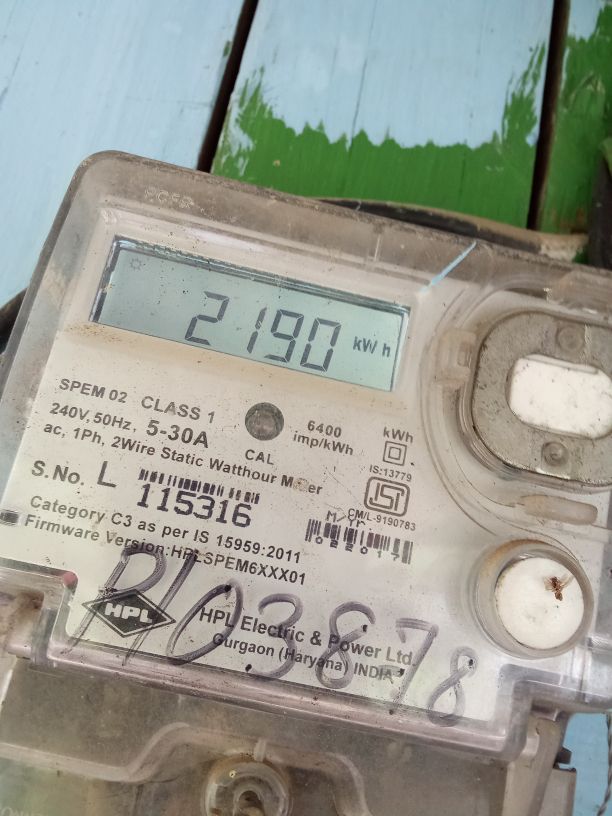 2190 kWh
SPEM 02 CLASS 1
240V, 50Hz, 5-30A
ac, 1Ph, 2Wire Static Watthour Meter
CAL
6400
imp/kWh
kWh
IS:13779
ISI
CM/L-9190783
S.No. L 115316
M/Yr
Category C3 as per IS 15959:2011
Firmware Version:HPLSPEM6XXX01
HPL
HPL Electric & Power Ltd.
Gurgaon (Haryana) INDIA